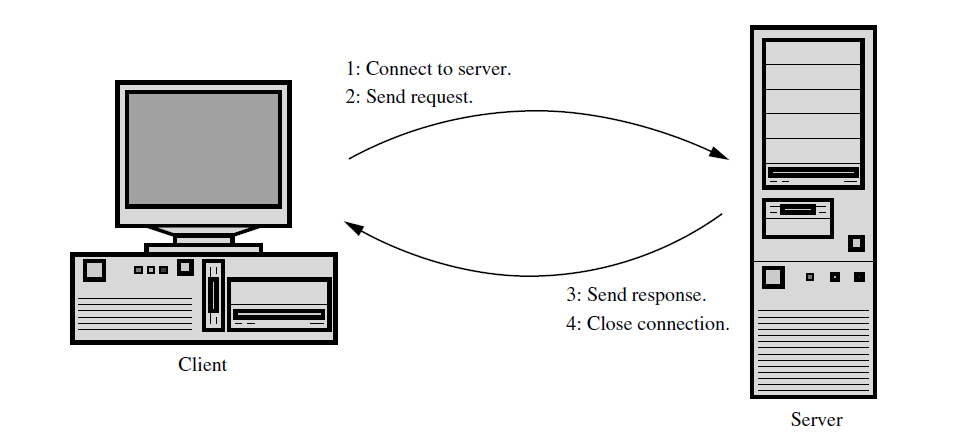 1: Connect to server.
2: Send request.
3: Send response.
4: Close connection.
Client
Server